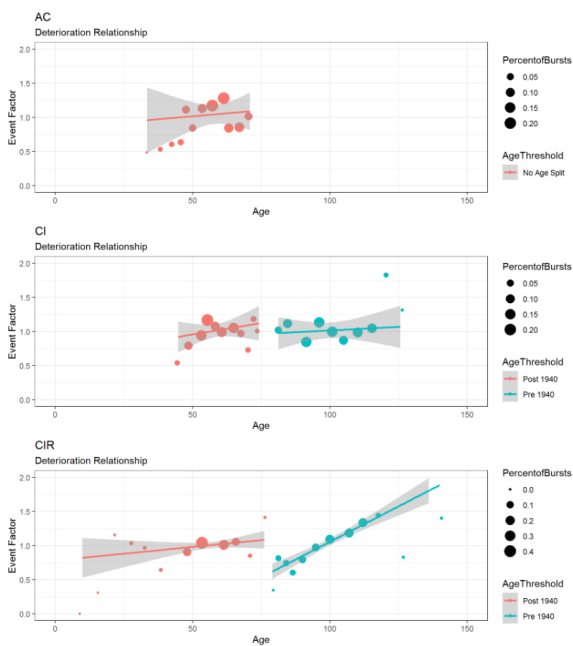 AC
Deterioration Relationship
2.0
1.5
1.0
0.5
0.0
Event Factor
0 50 100 150
Age
PercentofBursts
0.05
0.10
0.15
0.20
AgeThreshold
No Age Split
CI
Deterioration Relationship
2.0
1.5
1.0
0.5
0.0
Event Factor
0 50 100 150
Age
PercentofBursts
0.05
0.10
0.15
0.20
AgeThreshold
Post 1940
Pre 1940
CIR
Deterioration Relationship
2.0
1.5
1.0
0.5
0.0
Event Factor
0 50 100 150
Age
PercentofBursts
0.0
0.1
0.2
0.3
0.4
AgeThreshold
Post 1940
Pre 1940